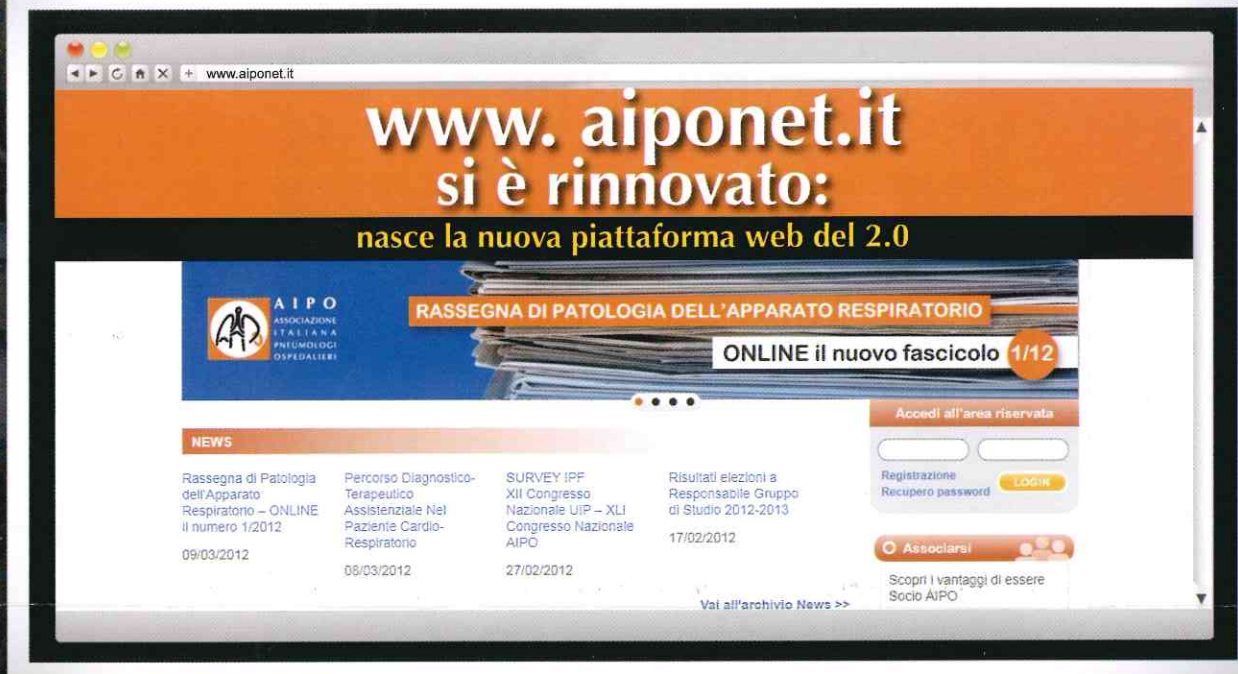 www.aiponet.it
www. aiponet.it
si è rinnovato:
nasce la nuova piattaforma web del 2.0
AIPO
ASSOCIAZIONE
ITALIANA
PNEUMOLOGI
OSPEDALIERI
RASSEGNA DI PATOLOGIA DELL'APPARATO RESPIRATORIO
ONLINE il nuovo fascicolo 1/12
NEWS
Rassegna di Patologia
dell'Apparato
Respiratorio – ONLINE
il numero 1/2012
09/03/2012
Percorso Diagnostico-
Terapeutico
Assistenziale Nel
Paziente Cardio-
Respiratorio
08/03/2012
SURVEY IPF
XII Congresso
Nazionale UIP – XLI
Congresso Nazionale
AIPO
27/02/2012
Risultati elezioni a
Responsabile Gruppo
di Studio 2012-2013
17/02/2012
Vai all'archivio News >>
Accedi all'area riservata
Registrazione
Recupero password
LOGIN
Associarsi
Scopri i vantaggi di essere
Socio AIPO